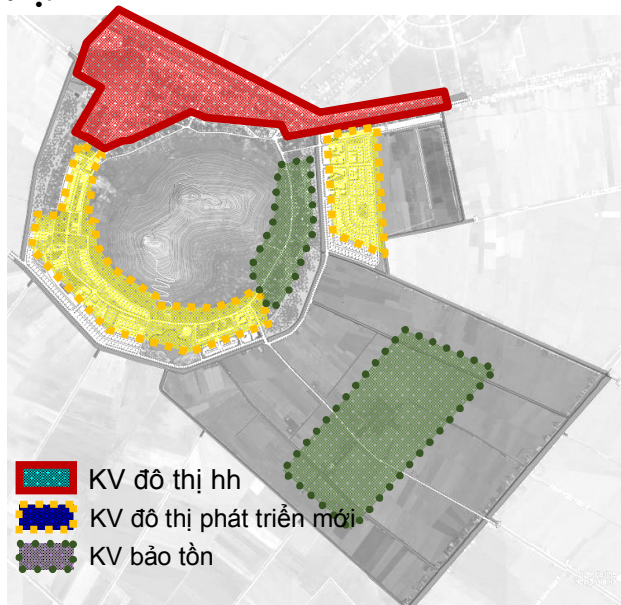 KV đô thị hh
KV đô thị phát triển mới
KV bảo tồn